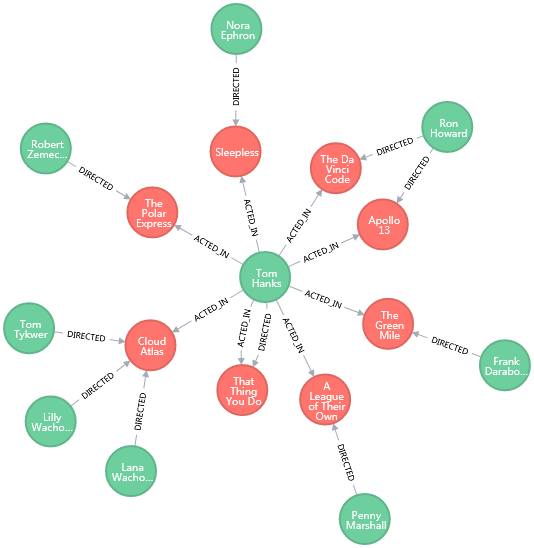 Nora
Ephron
DIRECTED
Sleepless
Ron
Howard
DIRECTED
DIRECTED
The Da
Vinci
Code
Robert
Zemec...
DIRECTED
The
Polar
Express
ACTED_IN
ACTED_IN
ACTED_IN
Apollo
13
ACTED_IN
Tom
Hanks
ACTED_IN
The
Green
Mile
DIRECTED
Frank
Darabo...
Tom
Tykwer
DIRECTED
Cloud
Atlas
ACTED_IN
ACTED_IN
DIRECTED
ACTED_IN
That
Thing
You Do
A
League
of Their
Own
DIRECTED
Lilly
Wacho...
DIRECTED
Lana
Wacho...
DIRECTED
Penny
Marshall